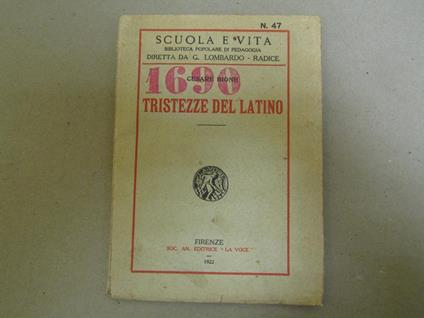 N. 47
SCUOLA E VITA
BIBLIOTECA POPOLARE DI PEDAGOGIA
DIRETTA DA G. LOMBARDO - RADICE
1690
CESARE BIONE
TRISTEZZE DEL LATINO
FIRENZE
SOC. AN. EDITRICE "LA VOCE"
1922